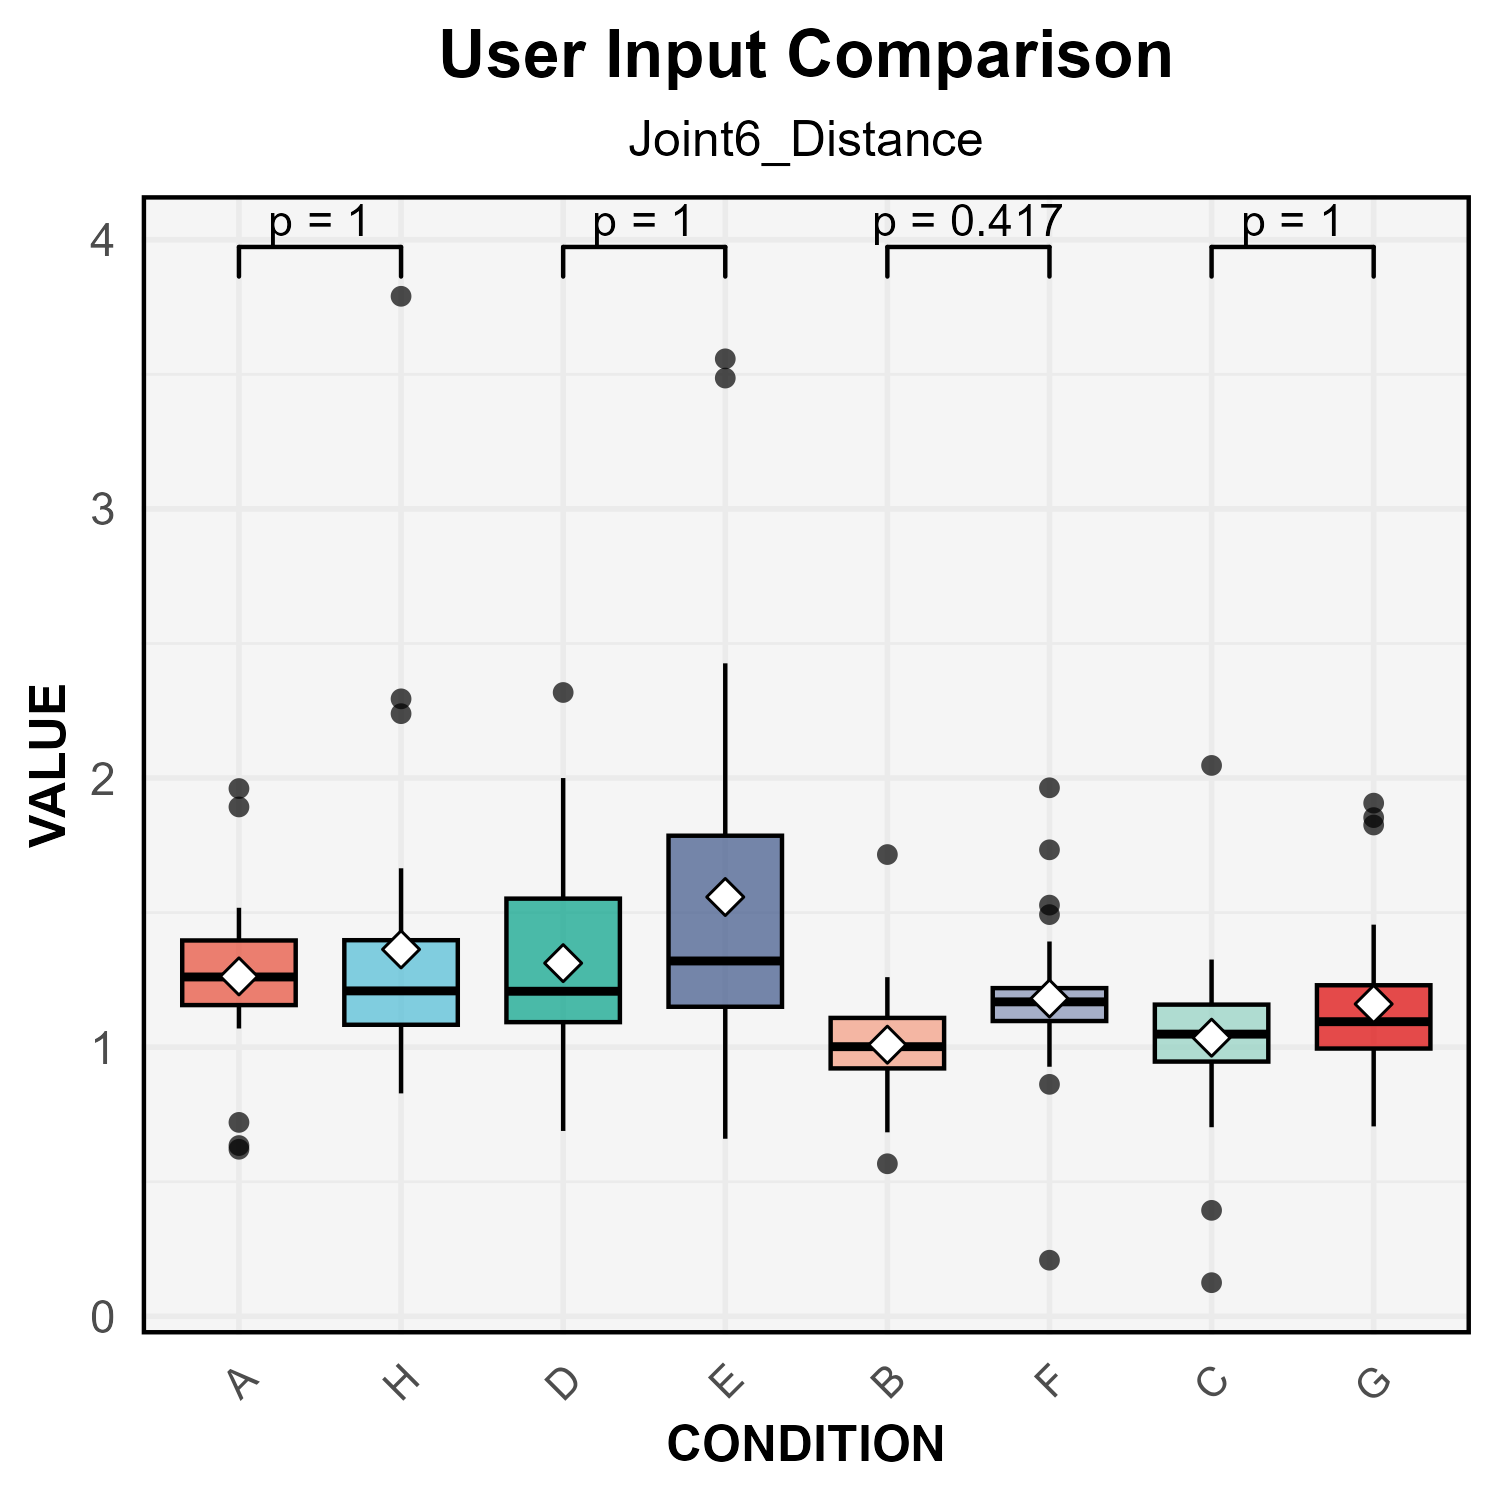 User Input Comparison
Joint6_Distance
p = 1 p = 1 p = 0.417 p = 1
4
3
2
1
0
VALUE
A H D E B F C G
CONDITION